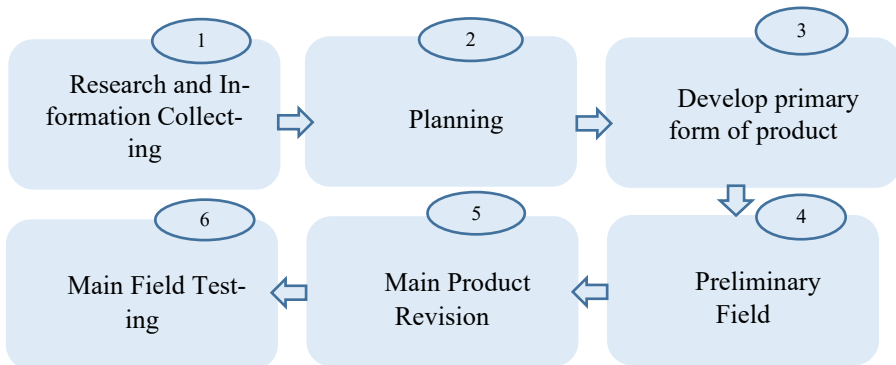 1
Research and In-
formation Collect-
ing
2
Planning
3
Develop primary
form of product
4
Preliminary
Field
5
Main Product
Revision
6
Main Field Test-
ing